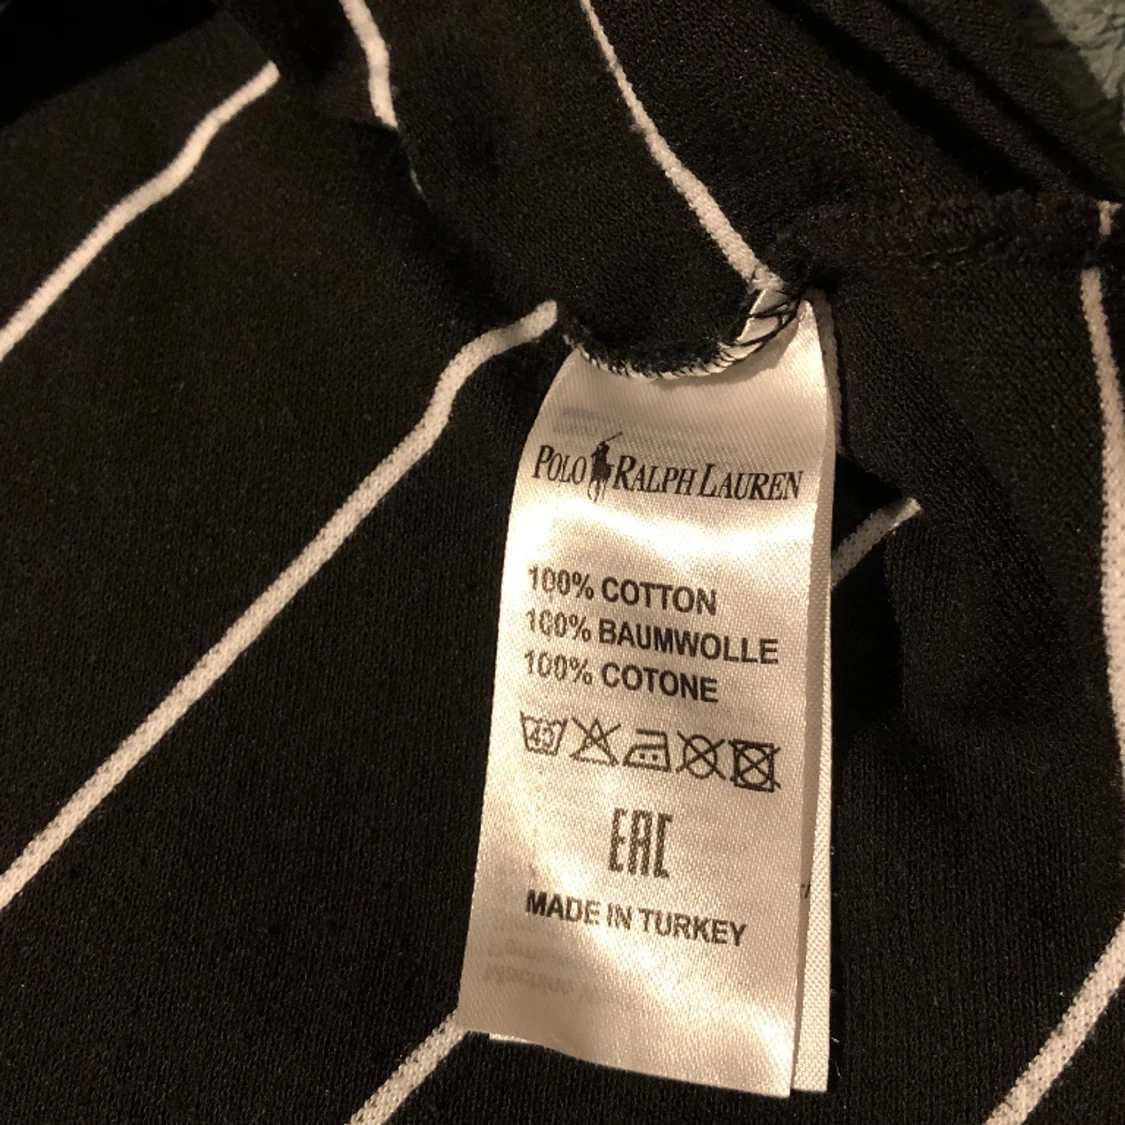 POLO RALPH LAUREN
100% COTTON
100% BAUMWOLLE
100% COTONE
40
EAC
MADE IN TURKEY